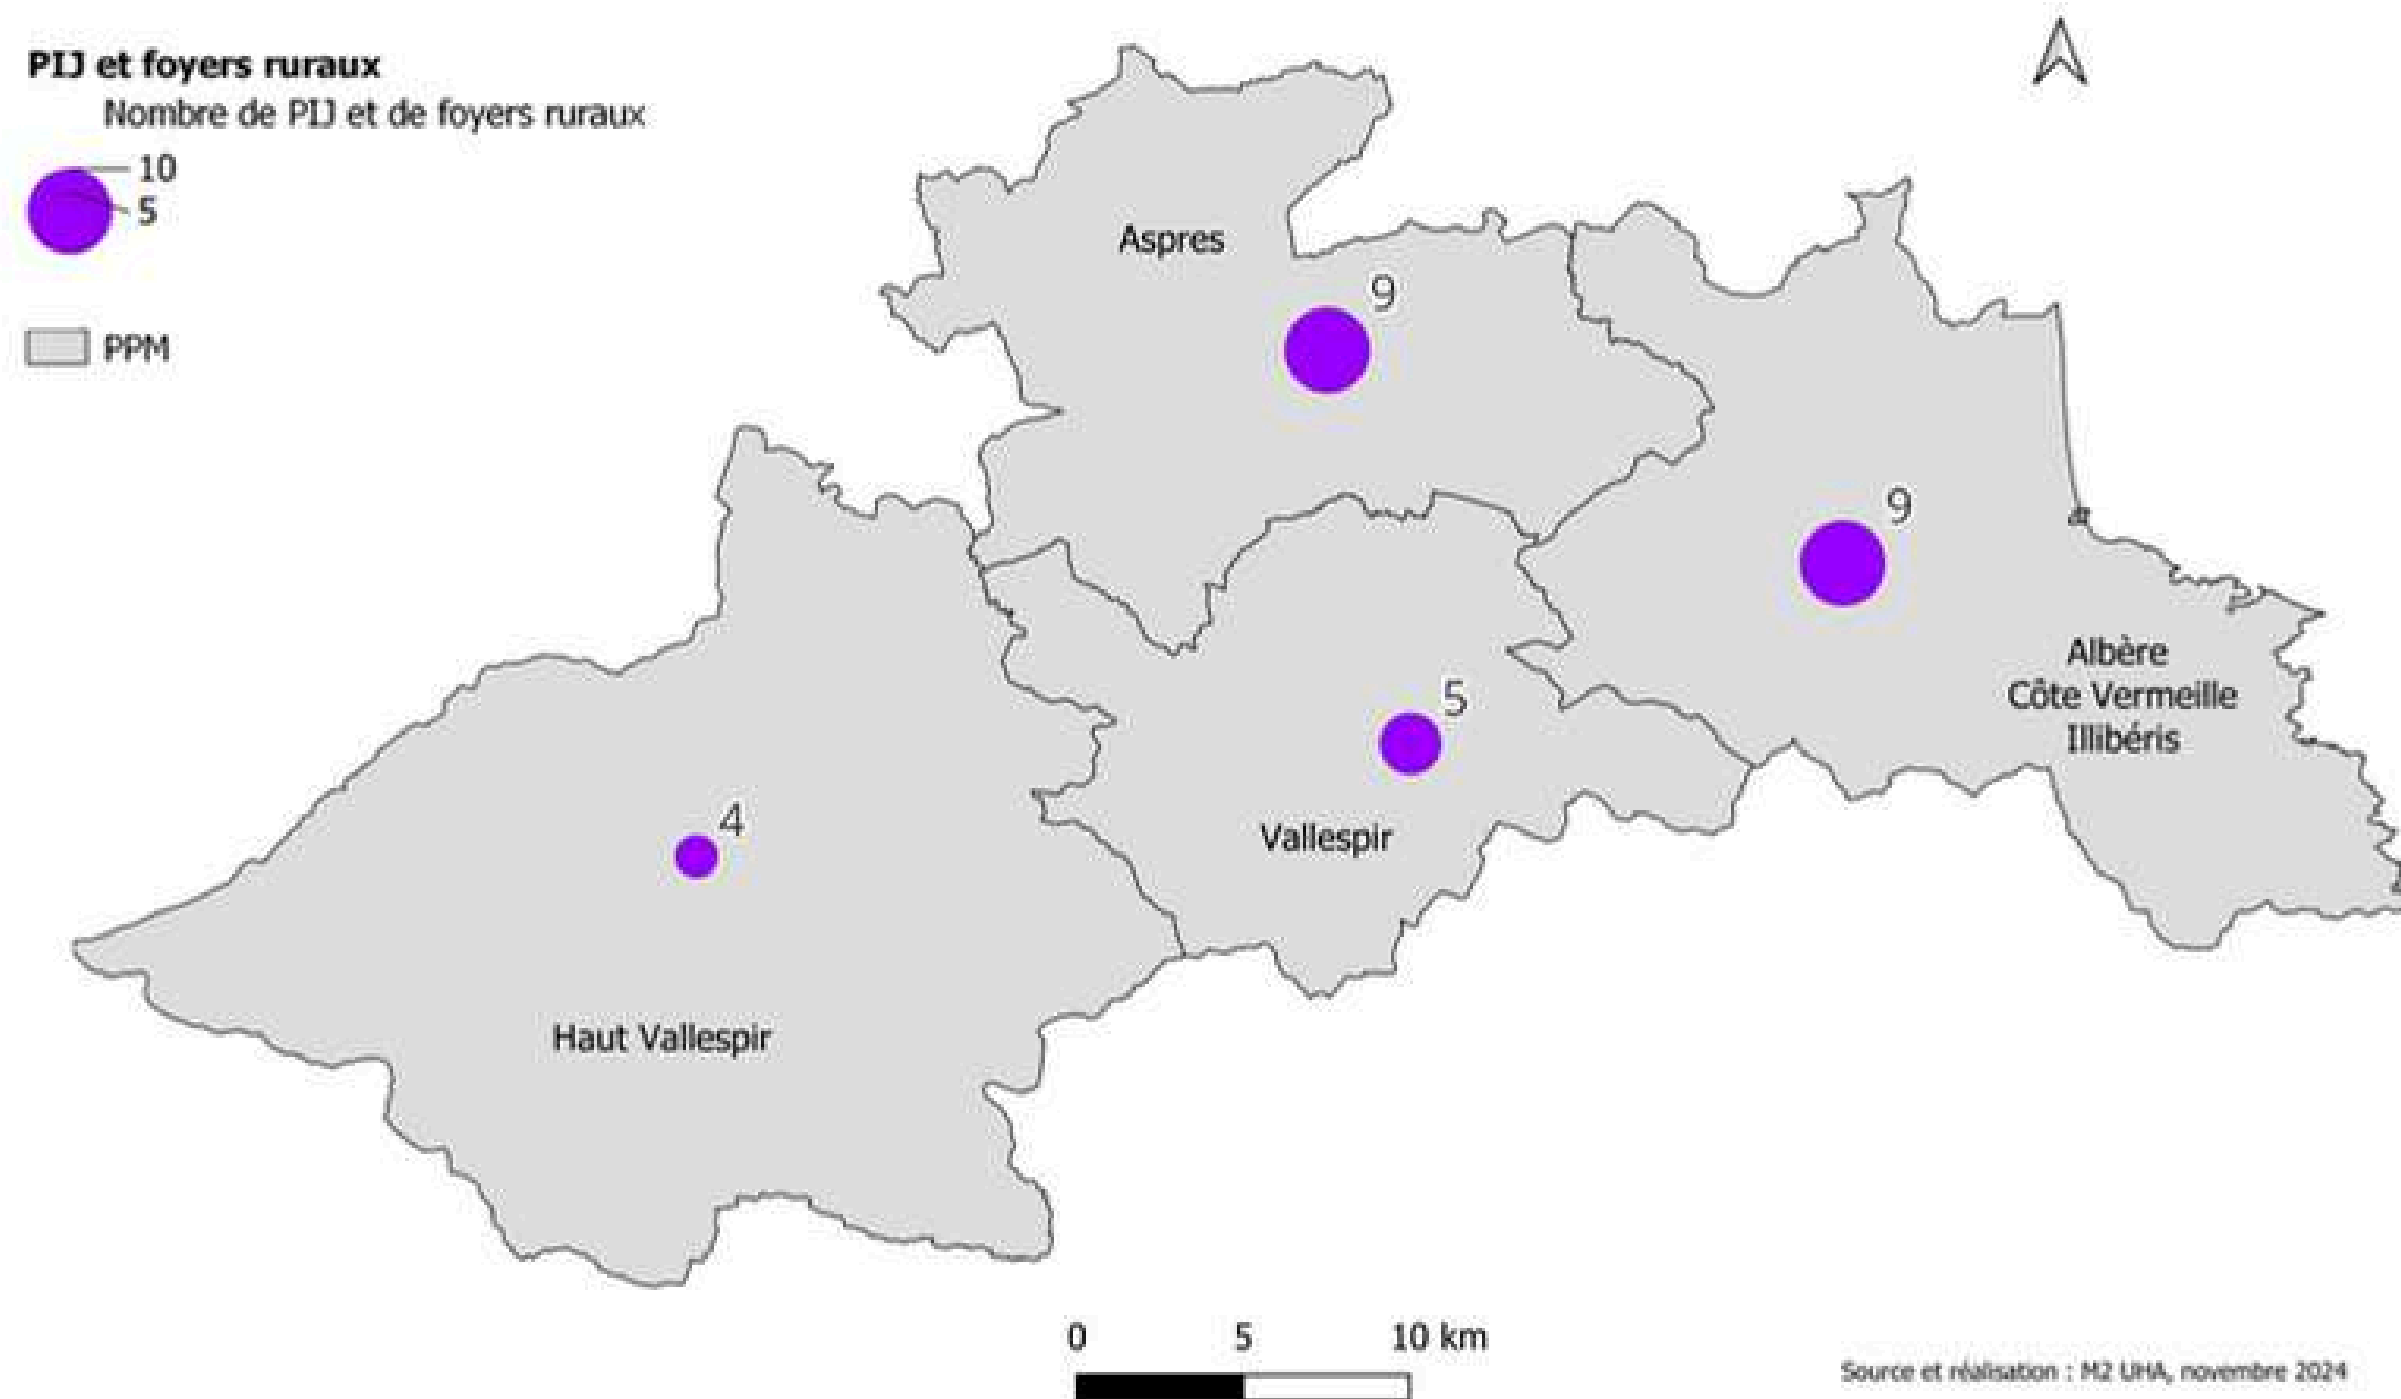 PIJ et foyers ruraux
Nombre de PIJ et de foyers ruraux
10
5
PPM
Aspres
9
9
Albère
Côte Vermeille
Illibéris
5
Vallespir
4
Haut Vallespir
0 5 10 km
Source et réalisation : M2 UHA, novembre 2024